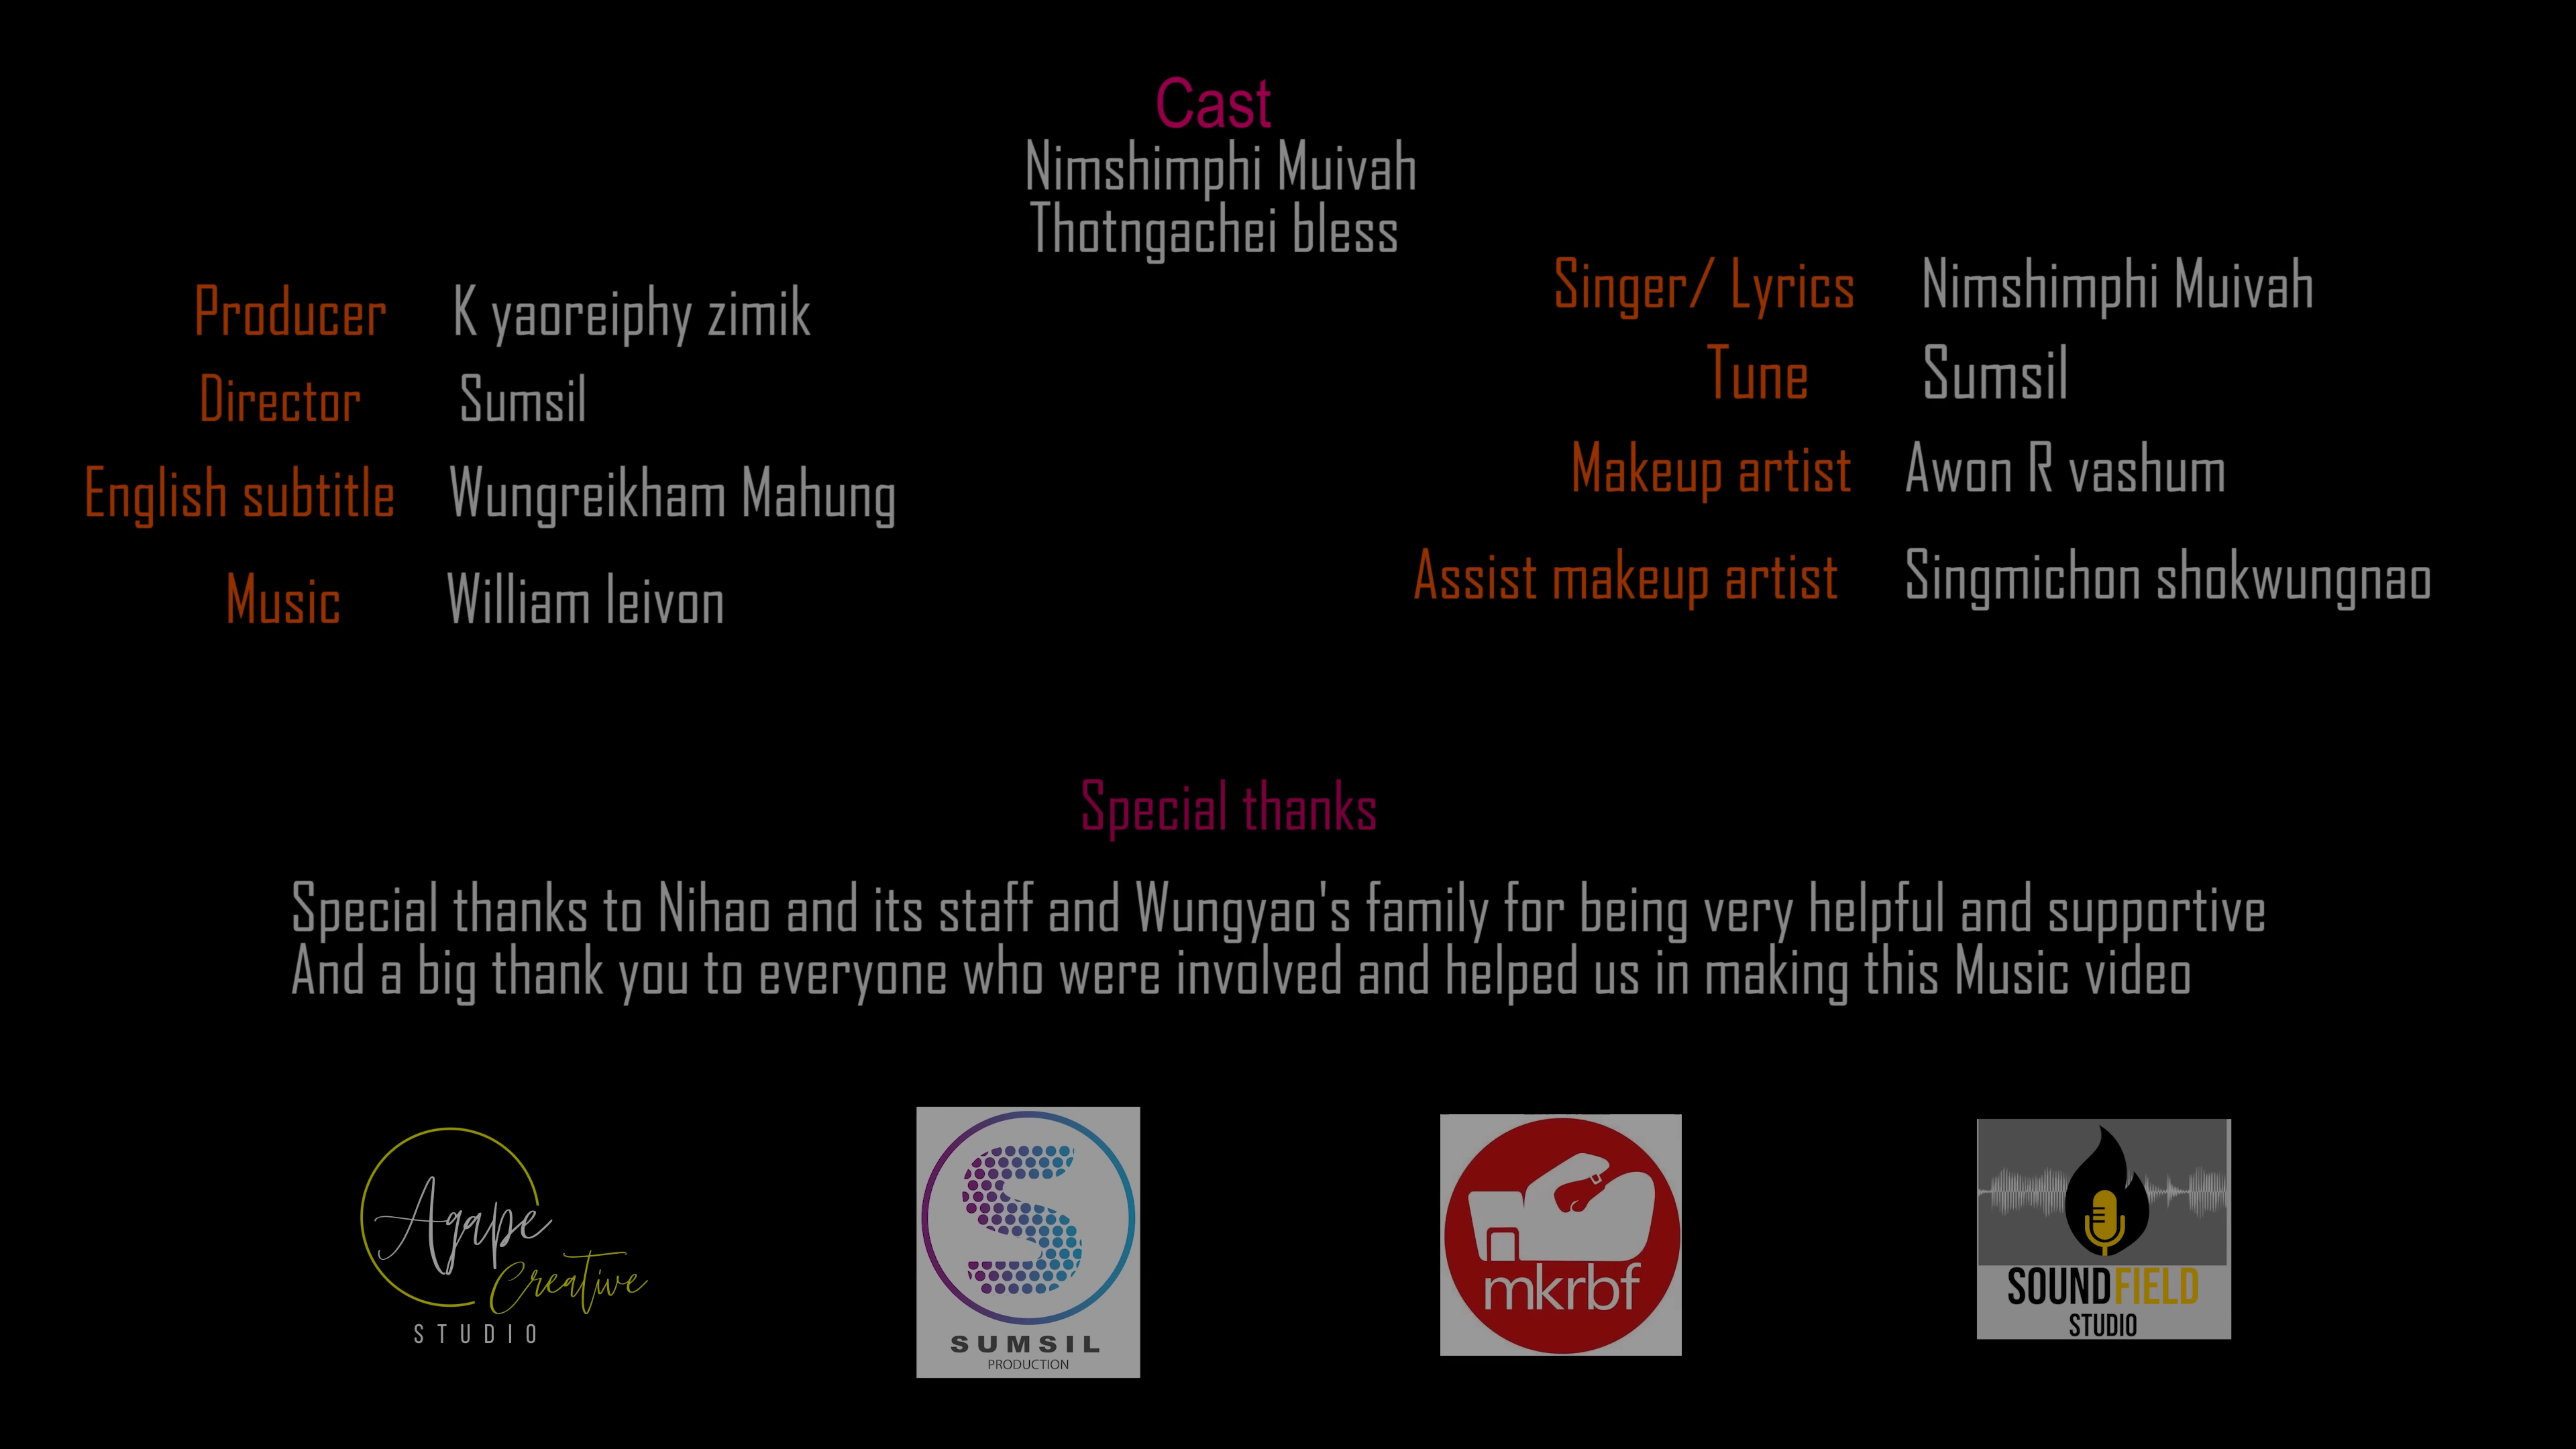 Cast
Nimshimphi Muivah
Thotngachei bless
Producer K yaoreiphy zimik
Director Sumsil
English subtitle Wungreikham Mahung
Music William leivon
Singer/ Lyrics Nimshimphi Muivah
Tune Sumsil
Makeup artist Awon R vashum
Assist makeup artist Singmichon shokwungnao
Special thanks
Special thanks to Nihao and its staff and Wungyao's family for being very helpful and supportive
And a big thank you to everyone who were involved and helped us in making this Music video
Agape
Creative
STUDIO
SUMSIL
PRODUCTION
mkrbf
SOUNDFIELD
STUDIO